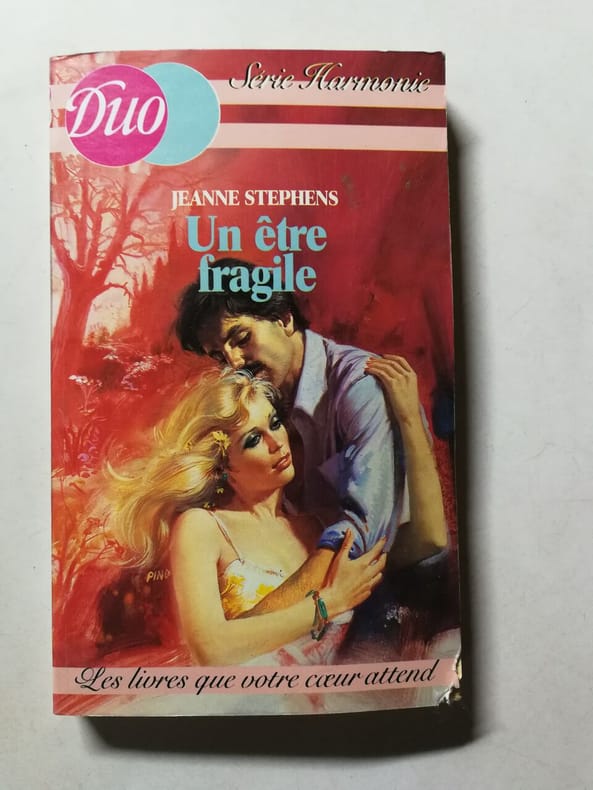 Série Harmonie
Duo
JEANNE STEPHENS
Un être
fragile
PINO
Les livres que votre cœur attend